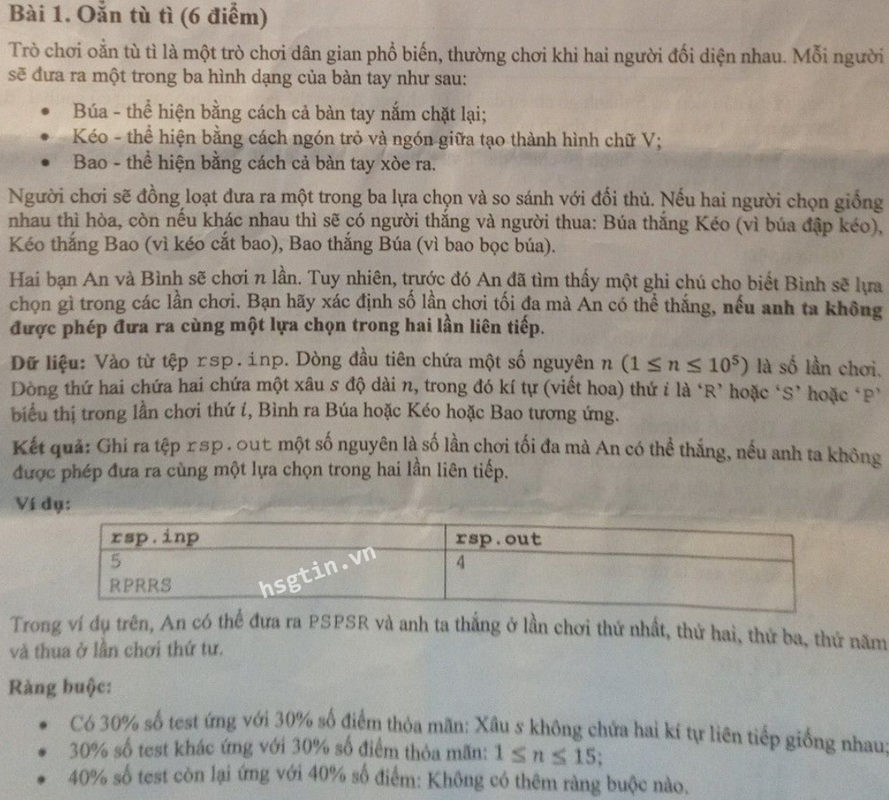 Bài 1. Oẳn tù tì (6 điểm)
Trò chơi oẳn tù tì là một trò chơi dân gian phổ biến, thường chơi khi hai người đối diện nhau. Mỗi người
sẽ đưa ra một trong ba hình dạng của bàn tay như sau:
• Búa - thể hiện bằng cách cả bàn tay nắm chặt lại;
• Kéo - thể hiện bằng cách ngón trỏ và ngón giữa tạo thành hình chữ V;
• Bao - thể hiện bằng cách cả bàn tay xòe ra.
Người chơi sẽ đồng loạt đưa ra một trong ba lựa chọn và so sánh với đối thủ. Nếu hai người chọn giống
nhau thì hòa, còn nếu khác nhau thì sẽ có người thắng và người thua: Búa thắng Kéo (vì búa đập kéo),
Kéo thắng Bao (vì kéo cắt bao), Bao thắng Búa (vì bao bọc búa).
Hai bạn An và Bình sẽ chơi n lần. Tuy nhiên, trước đó An đã tìm thấy một ghi chú cho biết Bình sẽ lựa
chọn gì trong các lần chơi. Bạn hãy xác định số lần chơi tối đa mà An có thể thắng, nếu anh ta không
được phép đưa ra cùng một lựa chọn trong hai lần liên tiếp.
Dữ liệu: Vào từ tệp rsp.inp. Dòng đầu tiên chứa một số nguyên n (1 ≤ n ≤ 10⁵) là số lần chơi.
Dòng thứ hai chứa hai chứa một xâu s độ dài n, trong đó kí tự (viết hoa) thứ i là ‘R’ hoặc ‘S’ hoặc ‘P’
biểu thị trong lần chơi thứ i, Bình ra Búa hoặc Kéo hoặc Bao tương ứng.
Kết quả: Ghi ra tệp rsp.out một số nguyên là số lần chơi tối đa mà An có thể thắng, nếu anh ta không
được phép đưa ra cùng một lựa chọn trong hai lần liên tiếp.
Ví dụ:
rsp.inp rsp.out
5 4
RPRRS
hsgtin.vn
Trong ví dụ trên, An có thể đưa ra PSPSR và anh ta thắng ở lần chơi thứ nhất, thứ hai, thứ ba, thứ năm
và thua ở lần chơi thứ tư.
Ràng buộc:
• Có 30% số test ứng với 30% số điểm thỏa mãn: Xâu s không chứa hai kí tự liên tiếp giống nhau;
• 30% số test khác ứng với 30% số điểm thỏa mãn: 1 ≤ n ≤ 15;
• 40% số test còn lại ứng với 40% số điểm: Không có thêm ràng buộc nào.